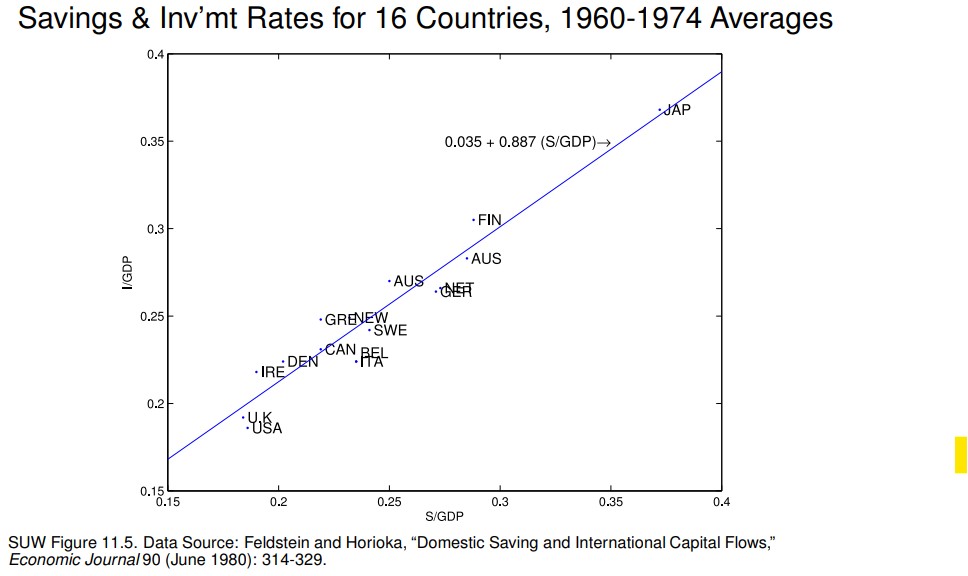 Savings & Inv’mt Rates for 16 Countries, 1960-1974 Averages
0.4
JAP
0.35
0.035 + 0.887 (S/GDP)→
0.3
FIN
AUS
I/GDP
AUS
NET
GER
0.25
GRE
NEW
SWE
CAN
BEL
ITA
DEN
IRE
0.2
U.K
USA
0.15
0.15 0.2 0.25 0.3 0.35 0.4
S/GDP
SUW Figure 11.5. Data Source: Feldstein and Horioka, “Domestic Saving and International Capital Flows,”
Economic Journal 90 (June 1980): 314-329.